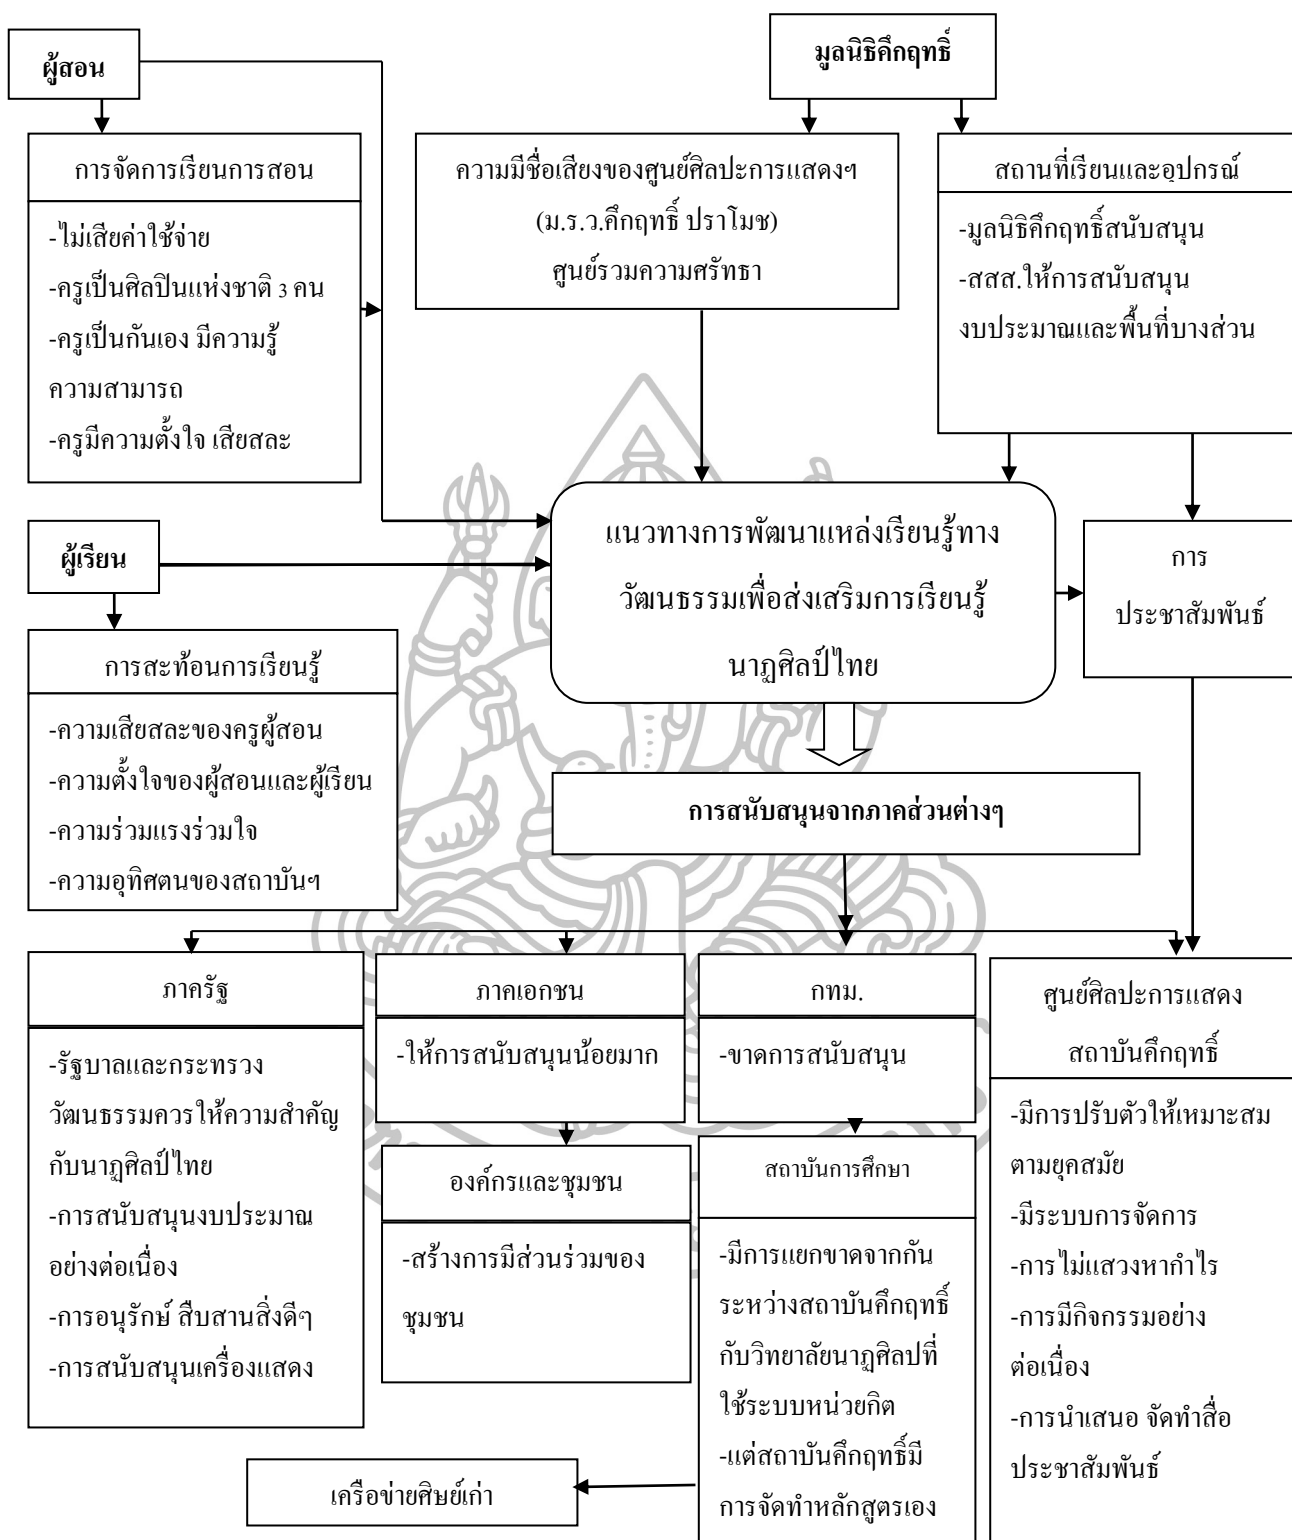 ผู้สอน
มูลนิธิคึกฤทธิ์
การจัดการเรียนการสอน
-ไม่เสียค่าใช้จ่าย
-ครูเป็นศิลปินแห่งชาติ 3 คน
-ครูเป็นกันเอง มีความรู้
ความสามารถ
-ครูมีความตั้งใจ เสียสละ
ความมีชื่อเสียงของศูนย์ศิลปะการแสดงฯ
(ม.ร.ว.คึกฤทธิ์ ปราโมช)
ศูนย์รวมความศรัทธา
สถานที่เรียนและอุปกรณ์
-มูลนิธิคึกฤทธิ์สนับสนุน
-สสส.ให้การสนับสนุน
งบประมาณและพื้นที่บางส่วน
ผู้เรียน
แนวทางการพัฒนาแหล่งเรียนรู้ทาง
วัฒนธรรมเพื่อส่งเสริมการเรียนรู้
นาฏศิลป์ไทย
การ
ประชาสัมพันธ์
การสะท้อนการเรียนรู้
-ความเสียสละของครูผู้สอน
-ความตั้งใจของผู้สอนและผู้เรียน
-ความร่วมแรงร่วมใจ
-ความอุทิศตนของสถาบันฯ
การสนับสนุนจากภาคส่วนต่างๆ
ภาครัฐ
-รัฐบาลและกระทรวง
วัฒนธรรมควรให้ความสำคัญ
กับนาฏศิลป์ไทย
-การสนับสนุนงบประมาณ
อย่างต่อเนื่อง
-การอนุรักษ์ สืบสานสิ่งดีๆ
-การสนับสนุนเครื่องแสดง
ภาคเอกชน
-ให้การสนับสนุนน้อยมาก
องค์กรและชุมชน
-สร้างการมีส่วนร่วมของ
ชุมชน
กทม.
-ขาดการสนับสนุน
สถาบันการศึกษา
-มีการแยกขาดจากกัน
ระหว่างสถาบันคึกฤทธิ์
กับวิทยาลัยนาฏศิลปที่
ใช้ระบบหน่วยกิต
-แต่สถาบันคึกฤทธิ์มี
การจัดทำหลักสูตรเอง
ศูนย์ศิลปะการแสดง
สถาบันคึกฤทธิ์
-มีการปรับตัวให้เหมาะสม
ตามยุคสมัย
-มีระบบการจัดการ
-การไม่แสวงหากำไร
-การมีกิจกรรมอย่าง
ต่อเนื่อง
-การนำเสนอ จัดทำสื่อ
ประชาสัมพันธ์
เครือข่ายศิษย์เก่า